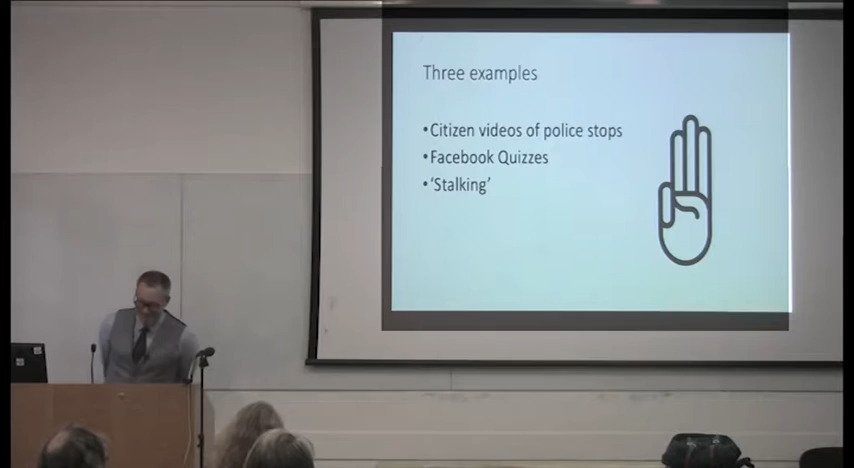 Three examples
•Citizen videos of police stops
•Facebook Quizzes
•‘Stalking’